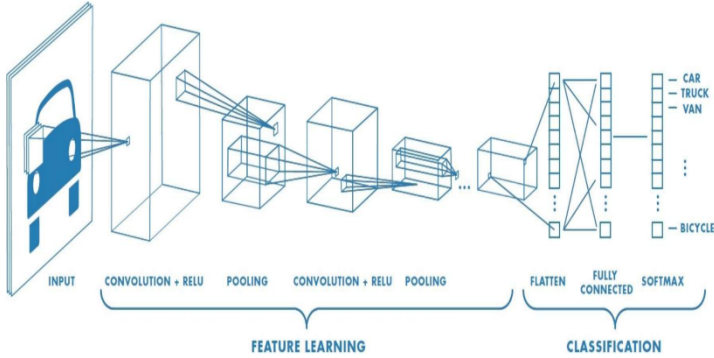 CAR
TRUCK
VAN
BICYCLE
INPUT
CONVOLUTION + RELU
POOLING
CONVOLUTION + RELU
POOLING
FLATTEN
FULLY
CONNECTED
SOFTMAX
FEATURE LEARNING
CLASSIFICATION